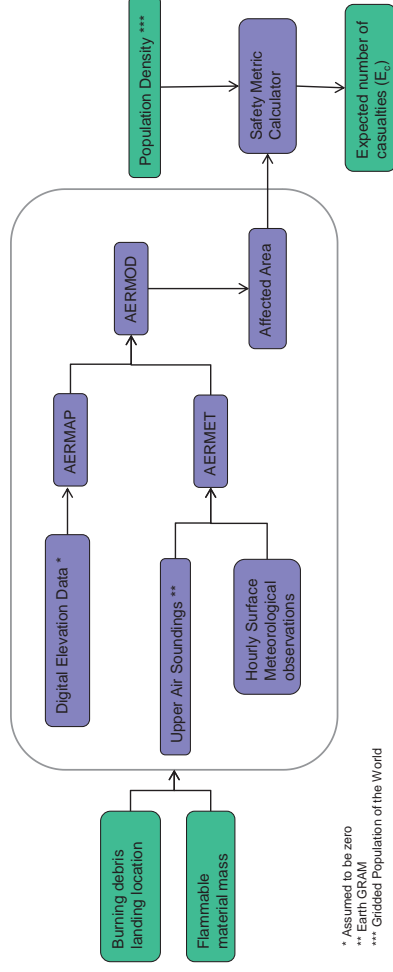 Burning debris
landing location
Flammable
material mass
Digital Elevation Data *
Upper Air Soundings **
Hourly Surface
Meteorological
observations
AERMAP
AERMET
AERMOD
Affected Area
Population Density ***
Safety Metric
Calculator
Expected number of
casualties (Ec)
* Assumed to be zero
** Earth GRAM
*** Gridded Population of the World